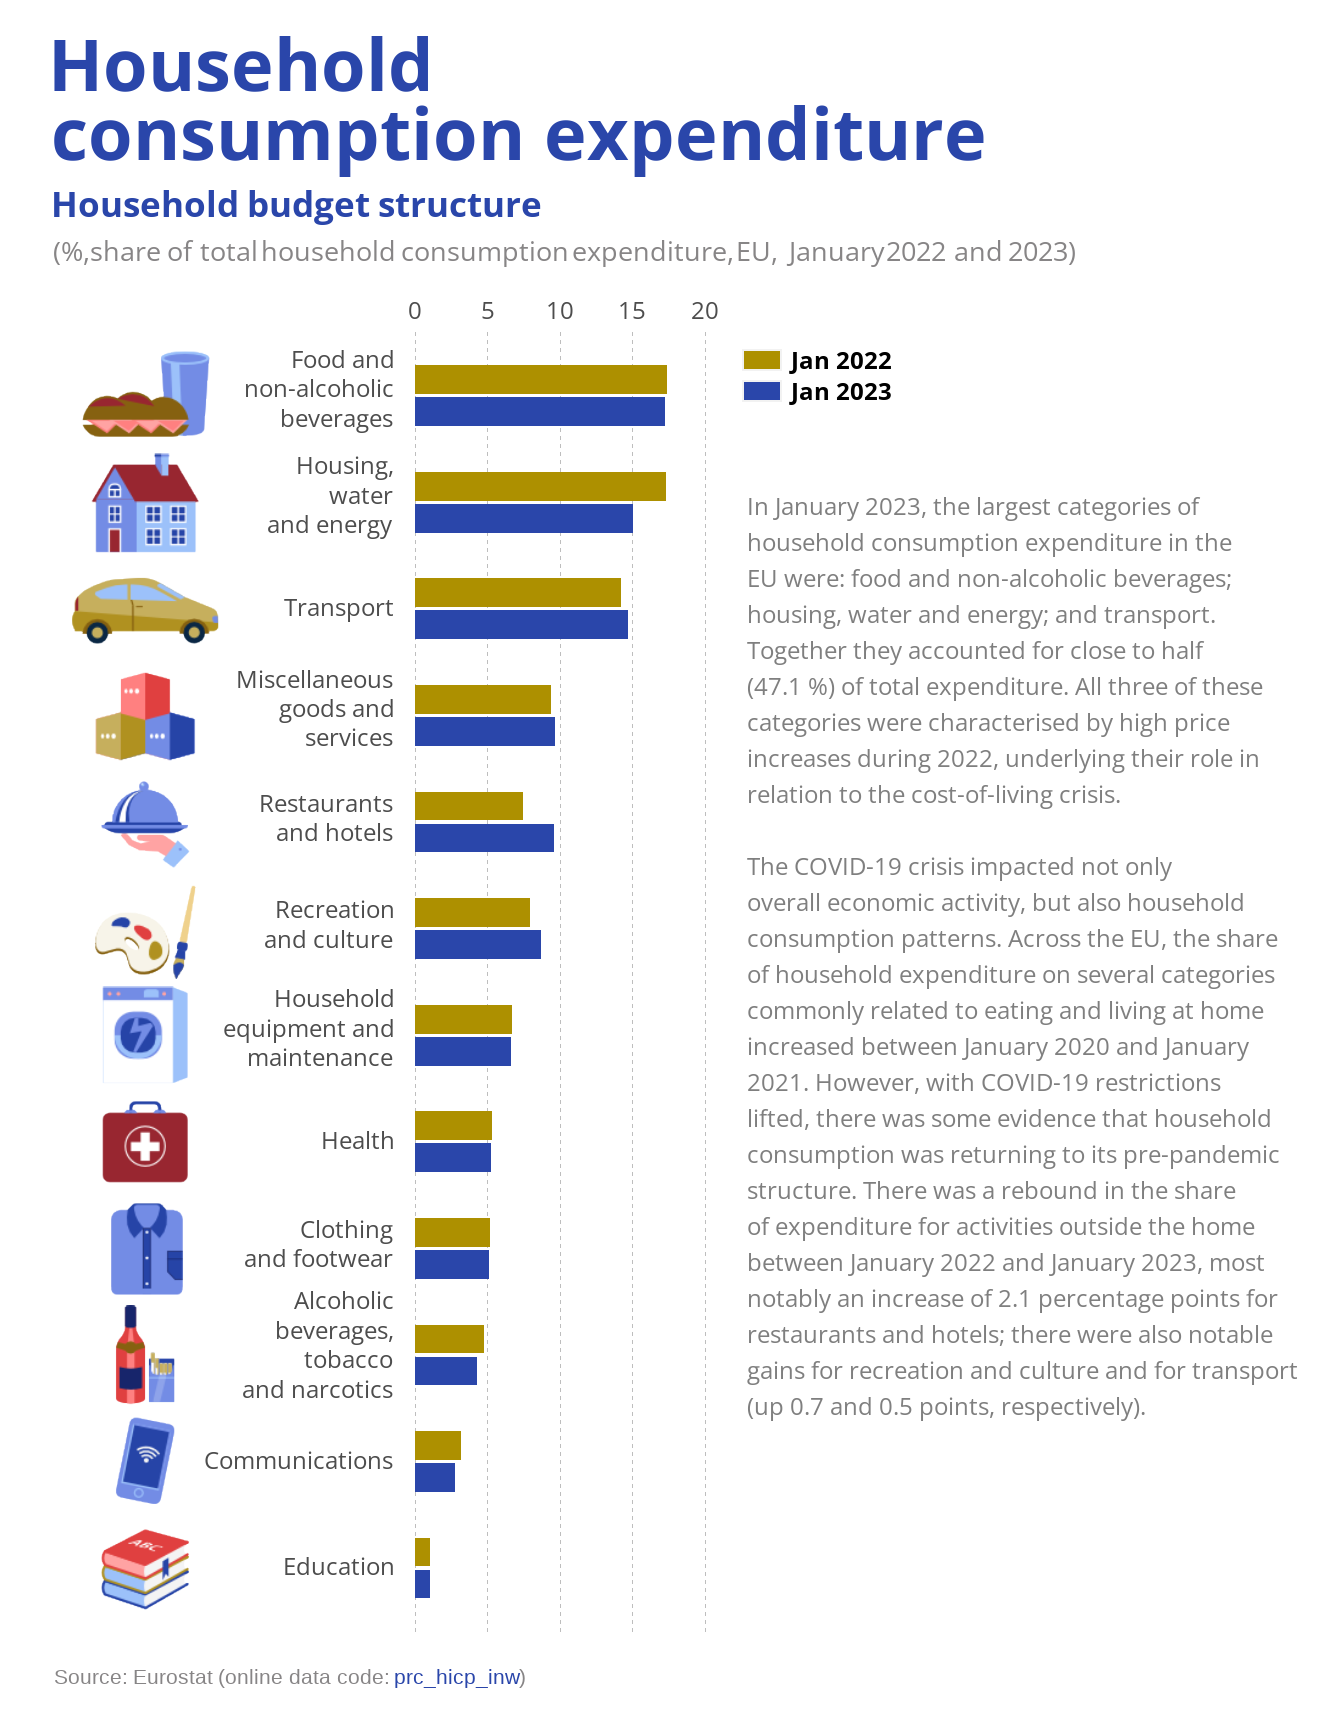 Household
consumption expenditure
Household budget structure
(%,share of total household consumption expenditure, EU, January 2022 and 2023)
0 5 10 15 20
Food and
non-alcoholic
beverages
Housing,
water
and energy
Transport
Miscellaneous
goods and
services
Restaurants
and hotels
Recreation
and culture
Household
equipment and
maintenance
Health
Clothing
and footwear
Alcoholic
beverages,
tobacco
and narcotics
Communications
ABC
Education
Jan 2022
Jan 2023
In January 2023, the largest categories of
household consumption expenditure in the
EU were: food and non-alcoholic beverages;
housing, water and energy; and transport.
Together they accounted for close to half
(47.1 %) of total expenditure. All three of these
categories were characterised by high price
increases during 2022, underlying their role in
relation to the cost-of-living crisis.
The COVID-19 crisis impacted not only
overall economic activity, but also household
consumption patterns. Across the EU, the share
of household expenditure on several categories
commonly related to eating and living at home
increased between January 2020 and January
2021. However, with COVID-19 restrictions
lifted, there was some evidence that household
consumption was returning to its pre-pandemic
structure. There was a rebound in the share
of expenditure for activities outside the home
between January 2022 and January 2023, most
notably an increase of 2.1 percentage points for
restaurants and hotels; there were also notable
gains for recreation and culture and for transport
(up 0.7 and 0.5 points, respectively).
Source: Eurostat (online data code: prc_hicp_inw)